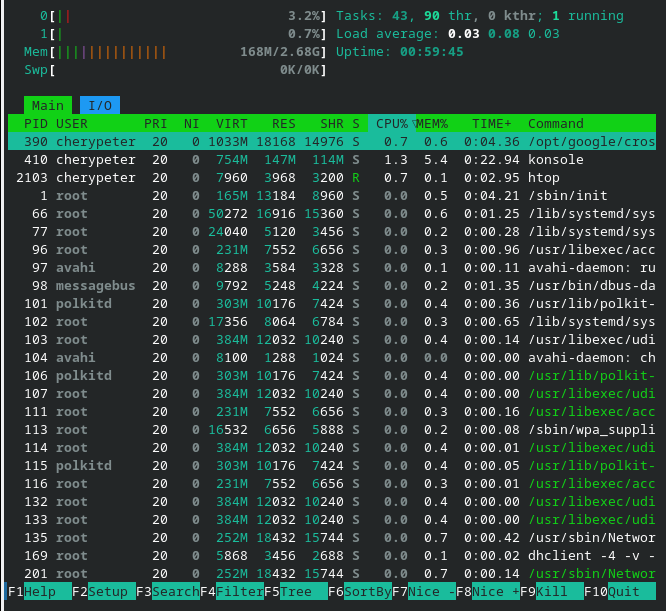 0[|| 3.2%] Tasks: 43, 90 thr, 0 kthr; 1 running
1[| 0.7%] Load average: 0.03 0.08 0.03
Mem[|||||||||||||| 168M/2.68G] Uptime: 00:59:45
Swp[ 0K/0K]
Main I/O
PID USER PRI NI VIRT RES SHR S CPU%▽MEM% TIME+ Command
390 cherypeter 20 0 1033M 18168 14976 S 0.7 0.6 0:04.36 /opt/google/cros
410 cherypeter 20 0 754M 147M 114M S 1.3 5.4 0:22.94 konsole
2103 cherypeter 20 0 7960 3968 3200 R 0.7 0.1 0:02.95 htop
1 root 20 0 165M 13184 8960 S 0.0 0.5 0:04.21 /sbin/init
66 root 20 0 50272 16916 15360 S 0.0 0.6 0:01.25 /lib/systemd/sys
77 root 20 0 24040 5120 3456 S 0.0 0.2 0:00.28 /lib/systemd/sys
96 root 20 0 231M 7552 6656 S 0.0 0.3 0:00.96 /usr/libexec/acc
97 avahi 20 0 8288 3584 3328 S 0.0 0.1 0:00.11 avahi-daemon: ru
98 messagebus 20 0 9792 5248 4224 S 0.0 0.2 0:01.35 /usr/bin/dbus-da
101 polkitd 20 0 303M 10176 7424 S 0.0 0.4 0:00.36 /usr/lib/polkit-
102 root 20 0 17356 8064 6784 S 0.0 0.3 0:00.65 /lib/systemd/sys
103 root 20 0 384M 12032 10240 S 0.0 0.4 0:00.14 /usr/libexec/udi
104 avahi 20 0 8100 1288 1024 S 0.0 0.0 0:00.00 avahi-daemon: ch
106 polkitd 20 0 303M 10176 7424 S 0.0 0.4 0:00.00 /usr/lib/polkit-
107 root 20 0 384M 12032 10240 S 0.0 0.4 0:00.00 /usr/libexec/udi
111 root 20 0 231M 7552 6656 S 0.0 0.3 0:00.16 /usr/libexec/acc
113 root 20 0 16532 6656 5888 S 0.0 0.2 0:00.08 /sbin/wpa_suppli
114 root 20 0 384M 12032 10240 S 0.0 0.4 0:00.01 /usr/libexec/udi
115 polkitd 20 0 303M 10176 7424 S 0.0 0.4 0:00.05 /usr/lib/polkit-
116 root 20 0 231M 7552 6656 S 0.0 0.3 0:00.01 /usr/libexec/acc
132 root 20 0 384M 12032 10240 S 0.0 0.4 0:00.00 /usr/libexec/udi
133 root 20 0 384M 12032 10240 S 0.0 0.4 0:00.00 /usr/libexec/udi
135 root 20 0 252M 18432 15744 S 0.0 0.7 0:00.42 /usr/sbin/Networ
169 root 20 0 5868 3456 2688 S 0.0 0.1 0:00.02 dhclient -4 -v -
201 root 20 0 252M 18432 15744 S 0.0 0.7 0:00.14 /usr/sbin/Networ
F1Help F2Setup F3SearchF4FilterF5Tree F6SortByF7Nice -F8Nice +F9Kill F10Quit